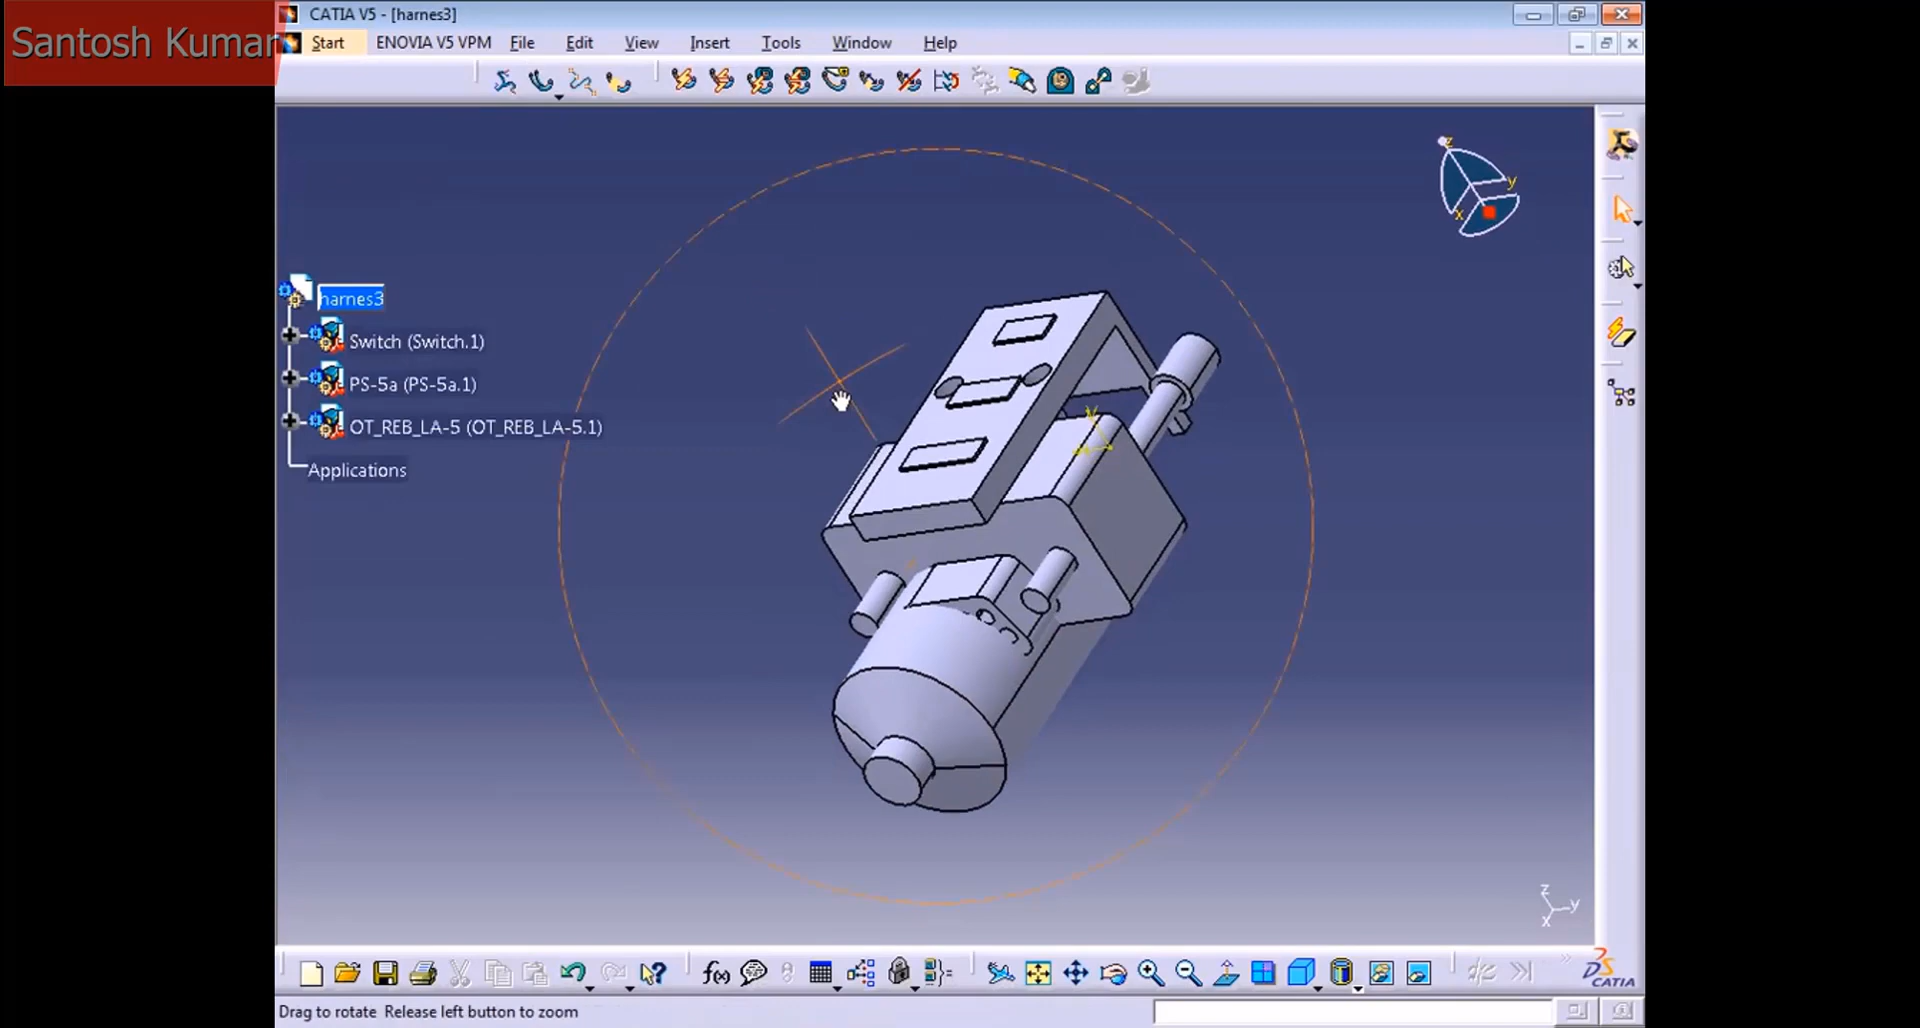 Santosh Kumar
CATIA V5 - [harnes3]
Start ENOVIA V5 VPM File Edit View Insert Tools Window Help
z
y
x
harnes3
Switch (Switch.1)
PS-5a (PS-5a.1)
OT_REB_LA-5 (OT_REB_LA-5.1)
Applications
z
y
x
f(x)
CATIA
Drag to rotate Release left button to zoom